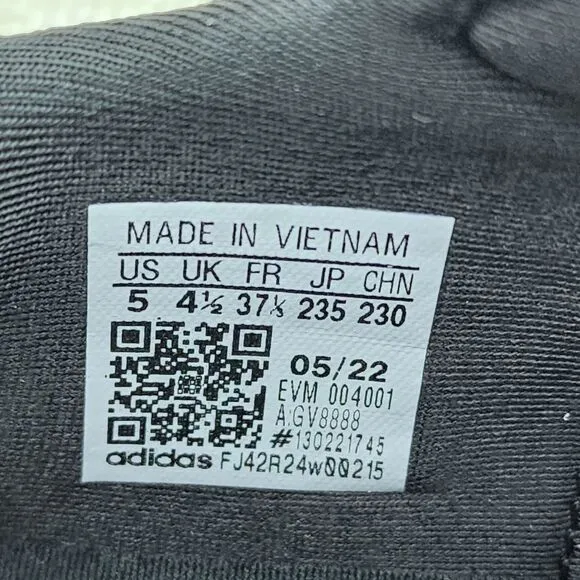 MADE IN VIETNAM
US UK FR JP CHN
5 4½ 37⅓ 235 230
05/22
EVM 004001
A:GV8888
#130221745
adidas FJ42R24w00215